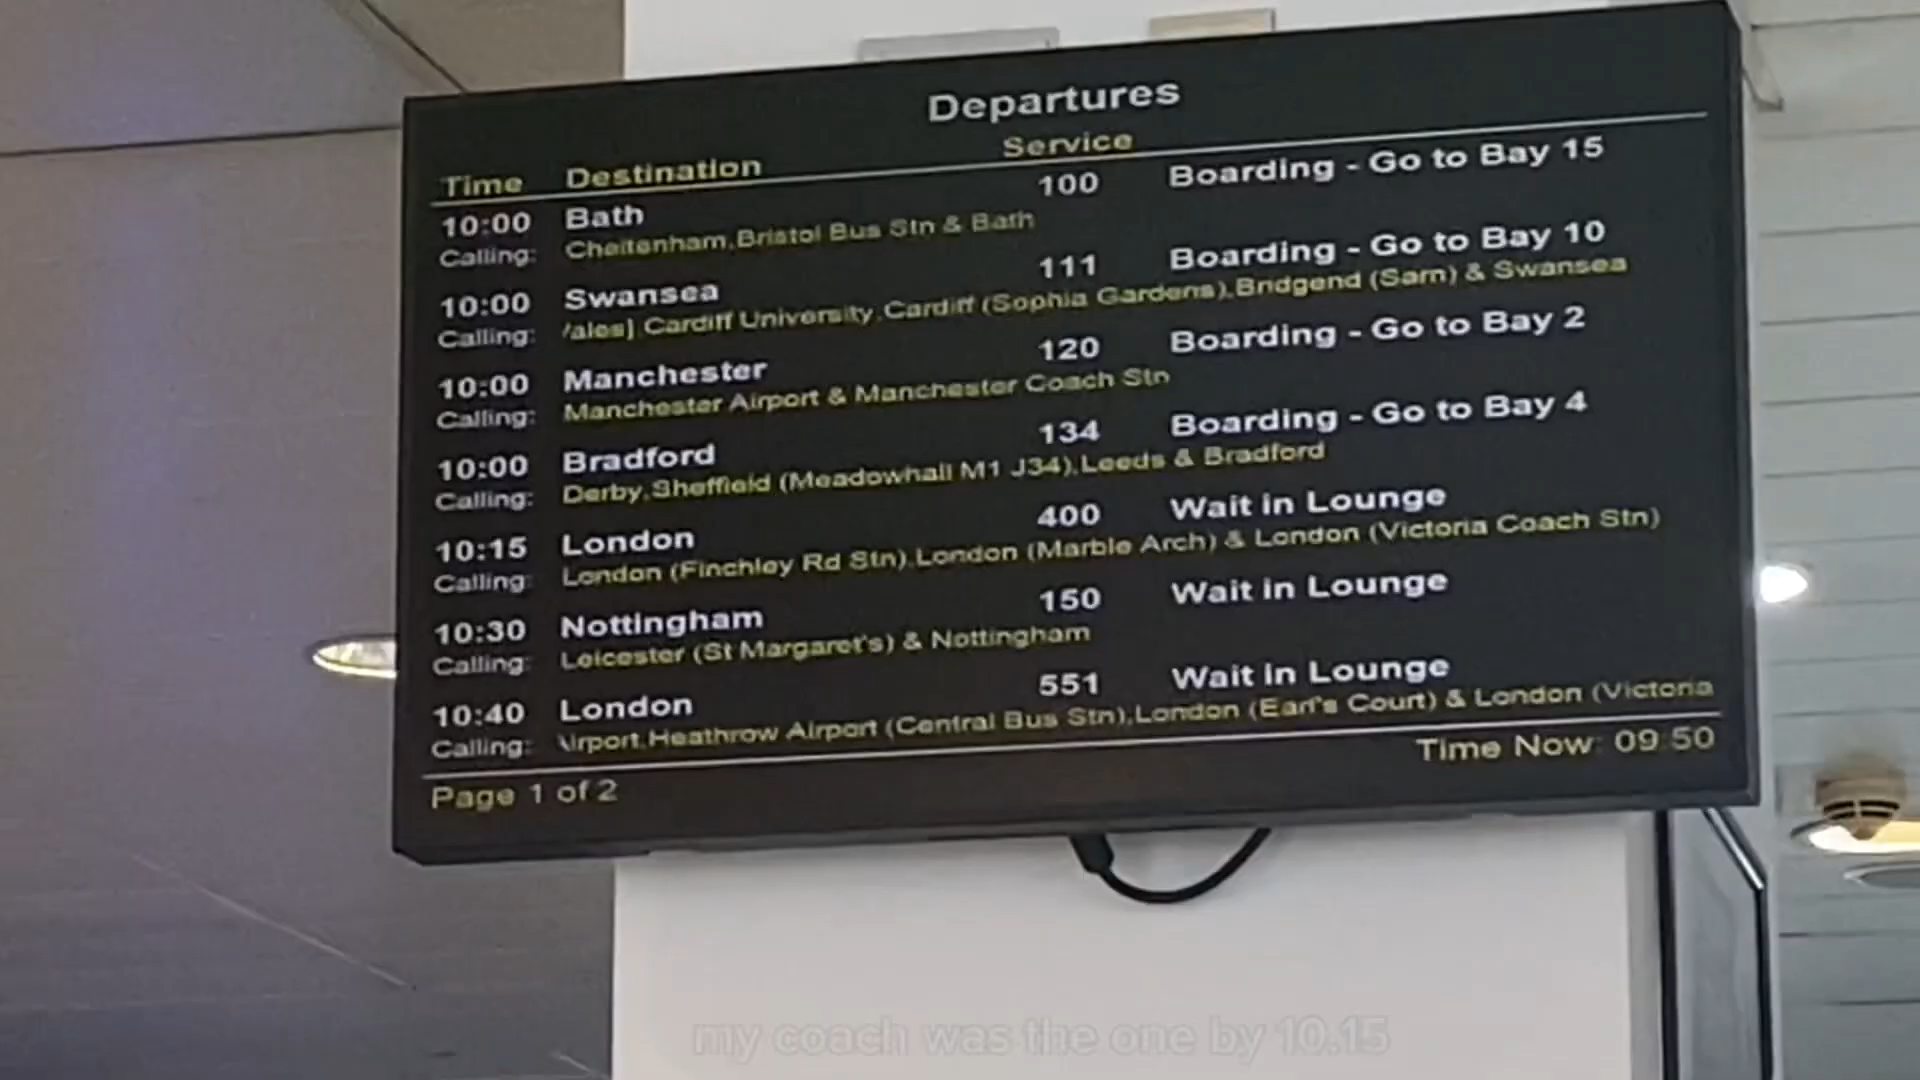 Departures
Time Destination Service
10:00 Bath 100 Boarding - Go to Bay 15
Calling: Cheltenham,Bristol Bus Stn & Bath
10:00 Swansea 111 Boarding - Go to Bay 10
Calling: /ales],Cardiff University,Cardiff (Sophia Gardens),Bridgend (Sarn) & Swansea
10:00 Manchester 120 Boarding - Go to Bay 2
Calling: Manchester Airport & Manchester Coach Stn
10:00 Bradford 134 Boarding - Go to Bay 4
Calling: Derby,Sheffield (Meadowhall M1 J34),Leeds & Bradford
10:15 London 400 Wait in Lounge
Calling: London (Finchley Rd Stn),London (Marble Arch) & London (Victoria Coach Stn)
10:30 Nottingham 150 Wait in Lounge
Calling: Leicester (St Margaret's) & Nottingham
10:40 London 551 Wait in Lounge
Calling: irport,Heathrow Airport (Central Bus Stn),London (Earl's Court) & London (Victoria
Page 1 of 2 Time Now: 09:50
my coach was the one by 10.15